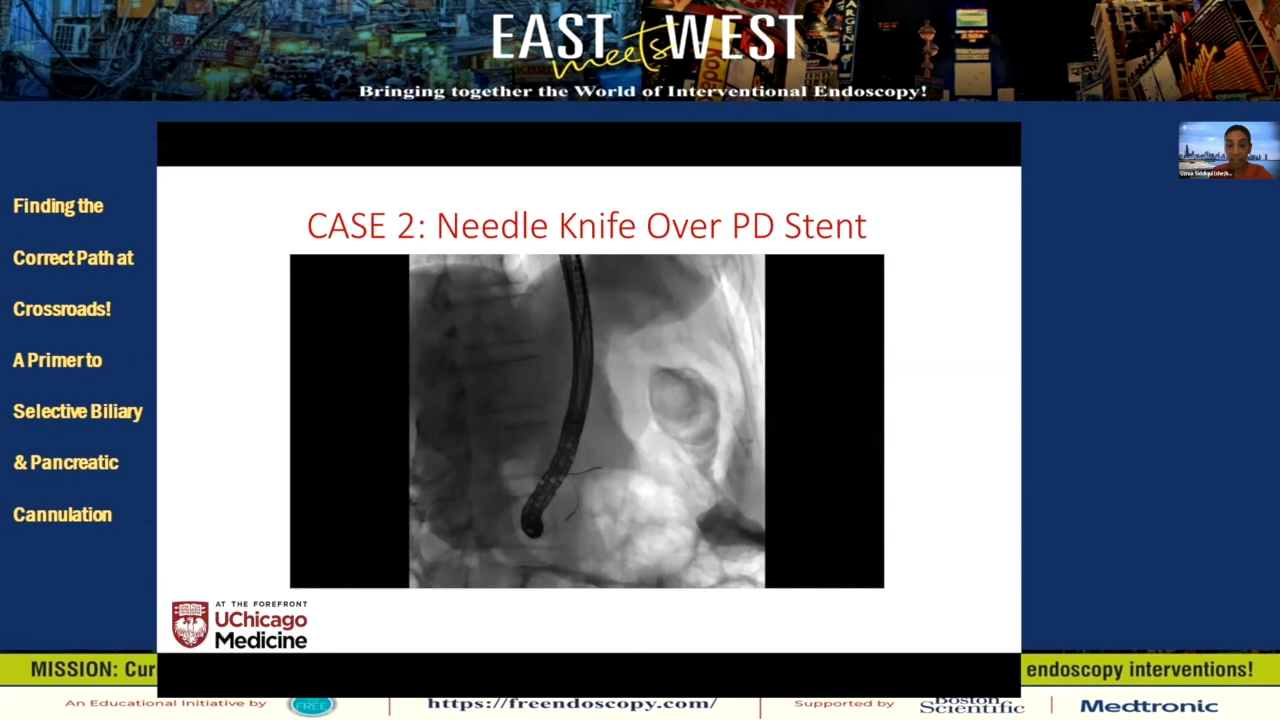 EAST meets WEST
Bringing together the World of Interventional Endoscopy!
Finding the
Correct Path at
Crossroads!
A Primer to
Selective Biliary
& Pancreatic
Cannulation
CASE 2: Needle Knife Over PD Stent
AT THE FOREFRONT
UChicago
Medicine
MISSION: Cur
endoscopy interventions!
An Educational Initiative by
FREE
https://freendoscopy.com/
Supported by
Boston
Scientific
Medtronic